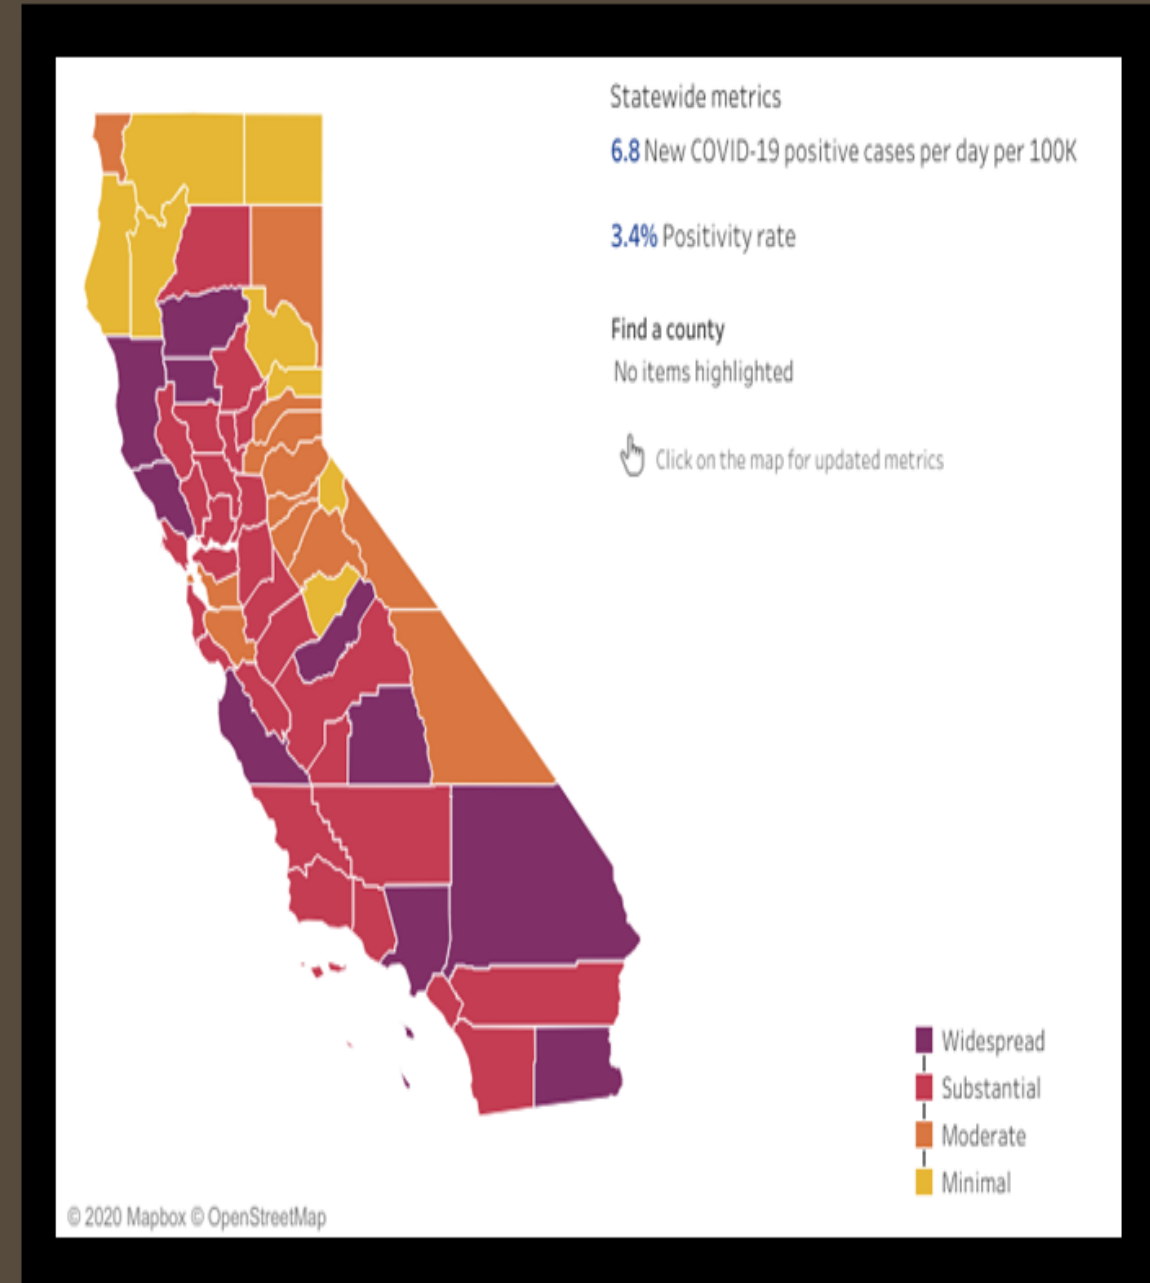 Statewide metrics
6.8 New COVID-19 positive cases per day per 100K
3.4% Positivity rate
Find a county
No items highlighted
Click on the map for updated metrics
Widespread
Substantial
Moderate
Minimal
© 2020 Mapbox © OpenStreetMap